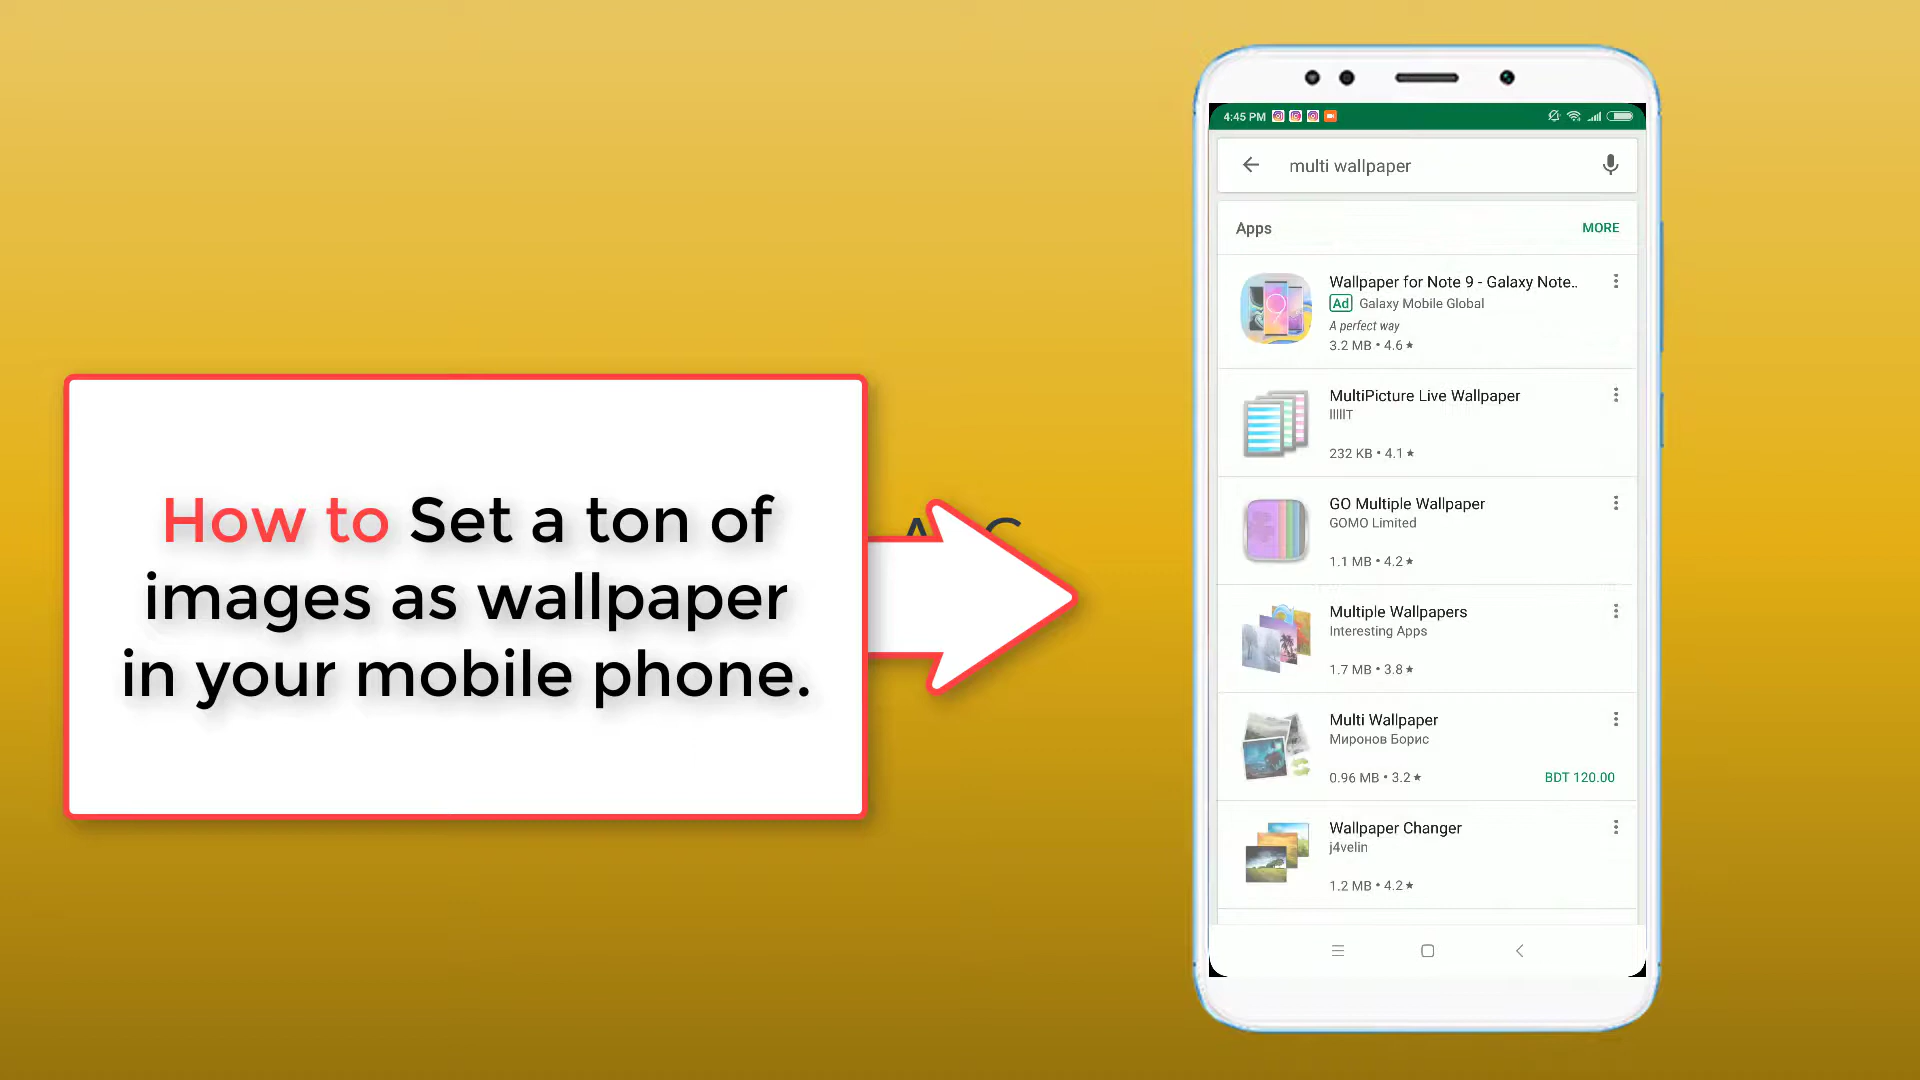 How to Set a ton of
images as wallpaper
in your mobile phone.
4:45 PM
multi wallpaper
Apps
MORE
Wallpaper for Note 9 - Galaxy Note..
Ad Galaxy Mobile Global
A perfect way
3.2 MB • 4.6 ★
MultiPicture Live Wallpaper
lllllT
232 KB • 4.1 ★
GO Multiple Wallpaper
GOMO Limited
1.1 MB • 4.2 ★
Multiple Wallpapers
Interesting Apps
1.7 MB • 3.8 ★
Multi Wallpaper
Миронов Борис
0.96 MB • 3.2 ★
BDT 120.00
Wallpaper Changer
j4velin
1.2 MB • 4.2 ★